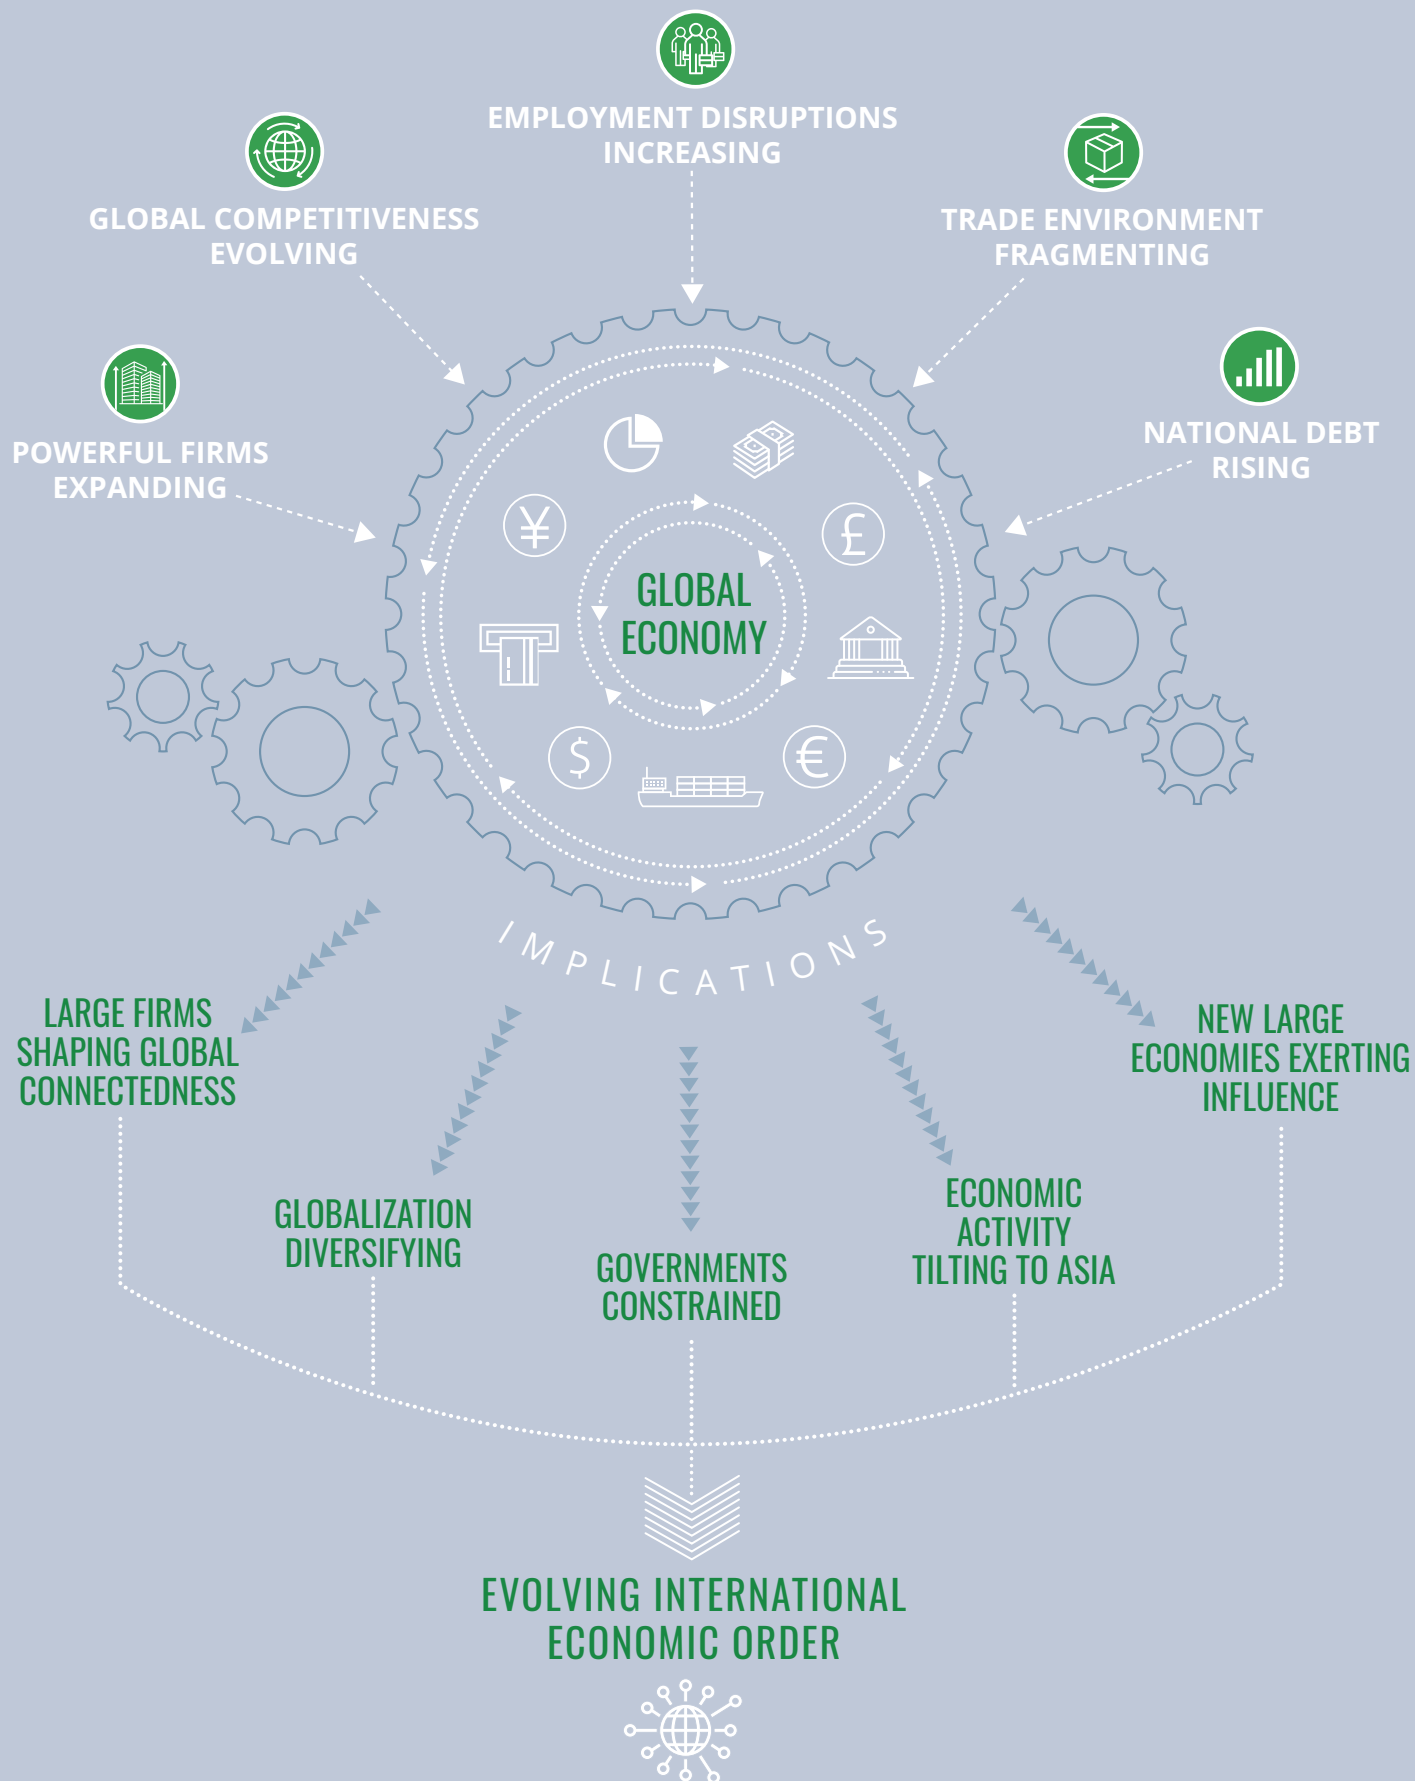 EMPLOYMENT DISRUPTIONS
INCREASING
GLOBAL COMPETITIVENESS
EVOLVING
TRADE ENVIRONMENT
FRAGMENTING
POWERFUL FIRMS
EXPANDING
NATIONAL DEBT
RISING
¥
£
GLOBAL
ECONOMY
$
€
IMPLICATIONS
LARGE FIRMS
SHAPING GLOBAL
CONNECTEDNESS
NEW LARGE
ECONOMIES EXERTING
INFLUENCE
GLOBALIZATION
DIVERSIFYING
ECONOMIC
ACTIVITY
TILTING TO ASIA
GOVERNMENTS
CONSTRAINED
EVOLVING INTERNATIONAL
ECONOMIC ORDER